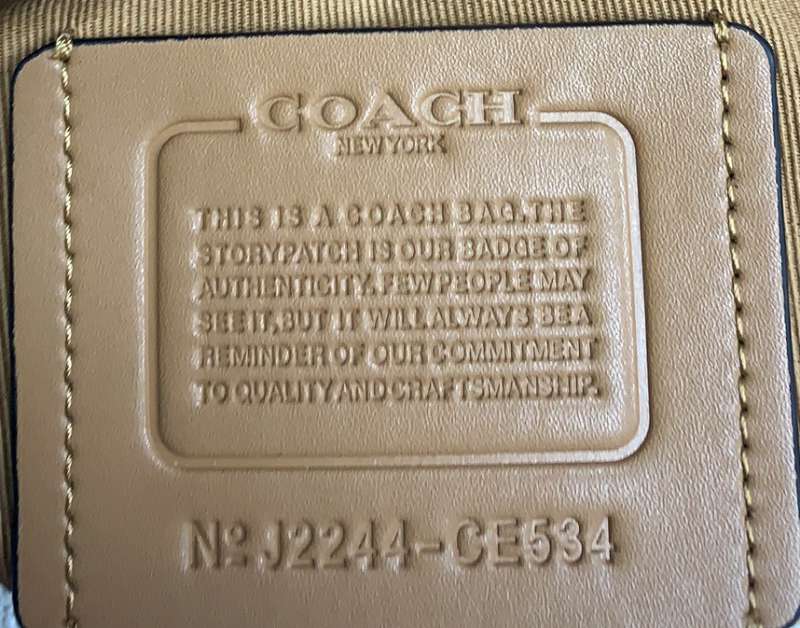 COACH
NEW YORK
THIS IS A COACH BAG. THE
STORYPATCH IS OUR BADGE OF
AUTHENTICITY. FEW PEOPLE MAY
SEE IT, BUT IT WILL ALWAYS BE A
REMINDER OF OUR COMMITMENT
TO QUALITY AND CRAFTSMANSHIP.
Nº J2244-CE534